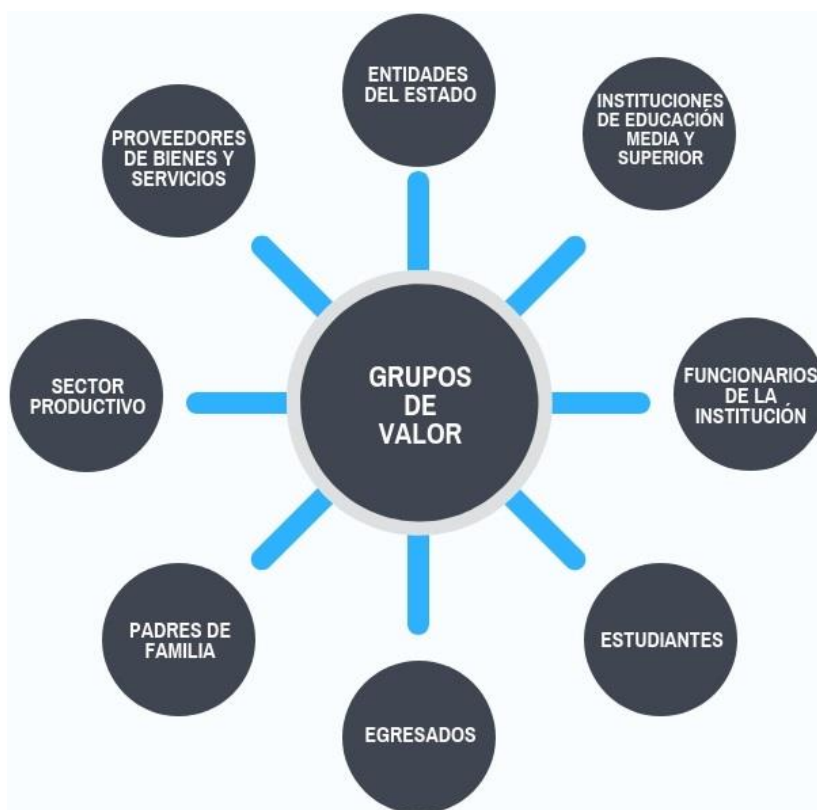 ENTIDADES
DEL ESTADO
INSTITUCIONES
DE EDUCACIÓN
MEDIA Y
SUPERIOR
PROVEEDORES
DE BIENES Y
SERVICIOS
GRUPOS
DE
VALOR
SECTOR
PRODUCTIVO
FUNCIONARIOS
DE LA
INSTITUCIÓN
PADRES DE
FAMILIA
ESTUDIANTES
EGRESADOS